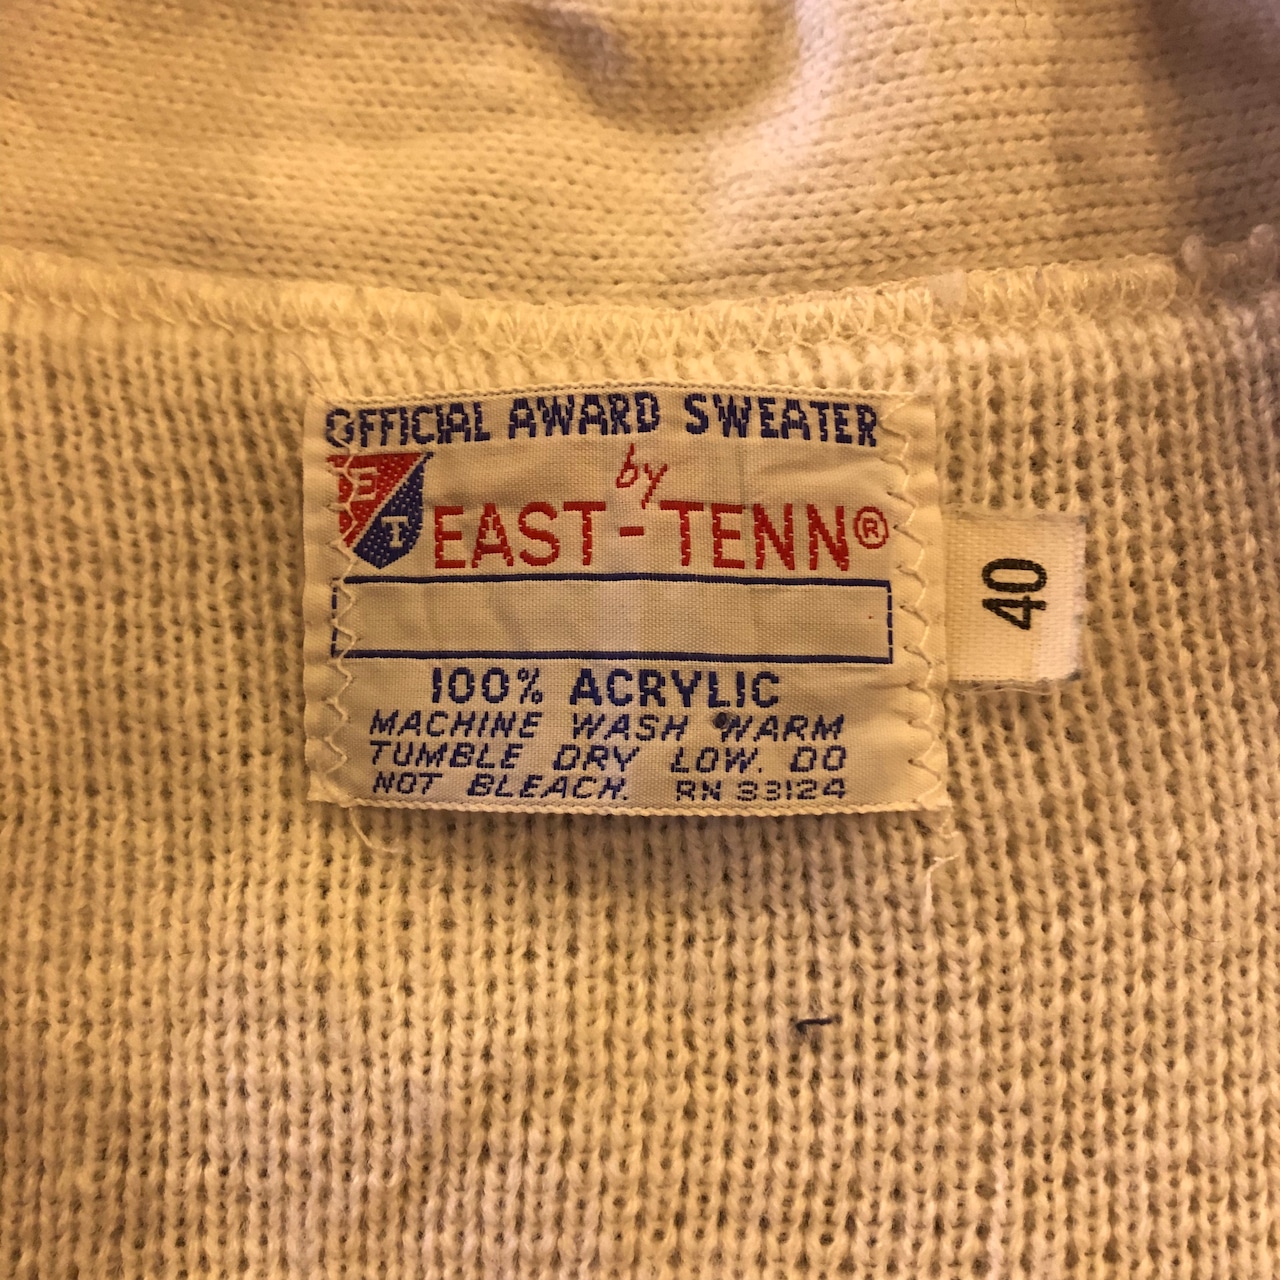 OFFICIAL AWARD SWEATER
by
E
T
EAST-TENN®
40
100% ACRYLIC
MACHINE WASH WARM
TUMBLE DRY LOW. DO
NOT BLEACH. RN 33124